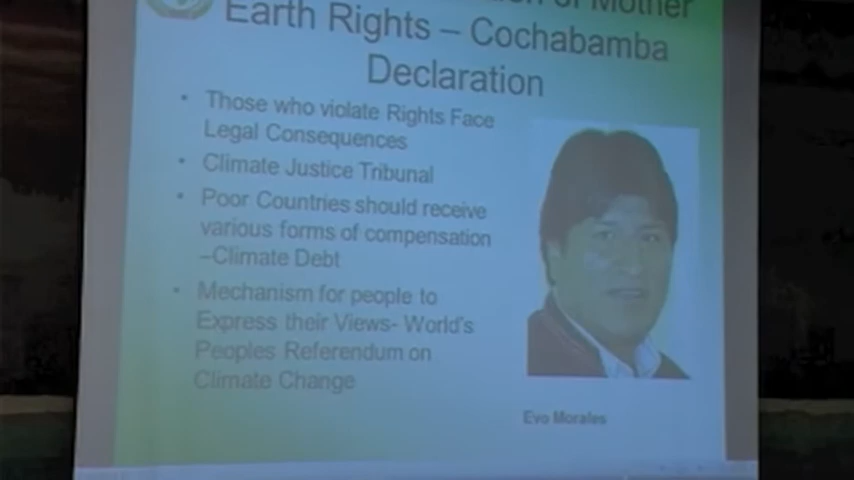 of Mother
Earth Rights – Cochabamba
Declaration
• Those who violate Rights Face
Legal Consequences
• Climate Justice Tribunal
• Poor Countries should receive
various forms of compensation
–Climate Debt
• Mechanism for people to
Express their Views- World's
Peoples Referendum on
Climate Change
Evo Morales